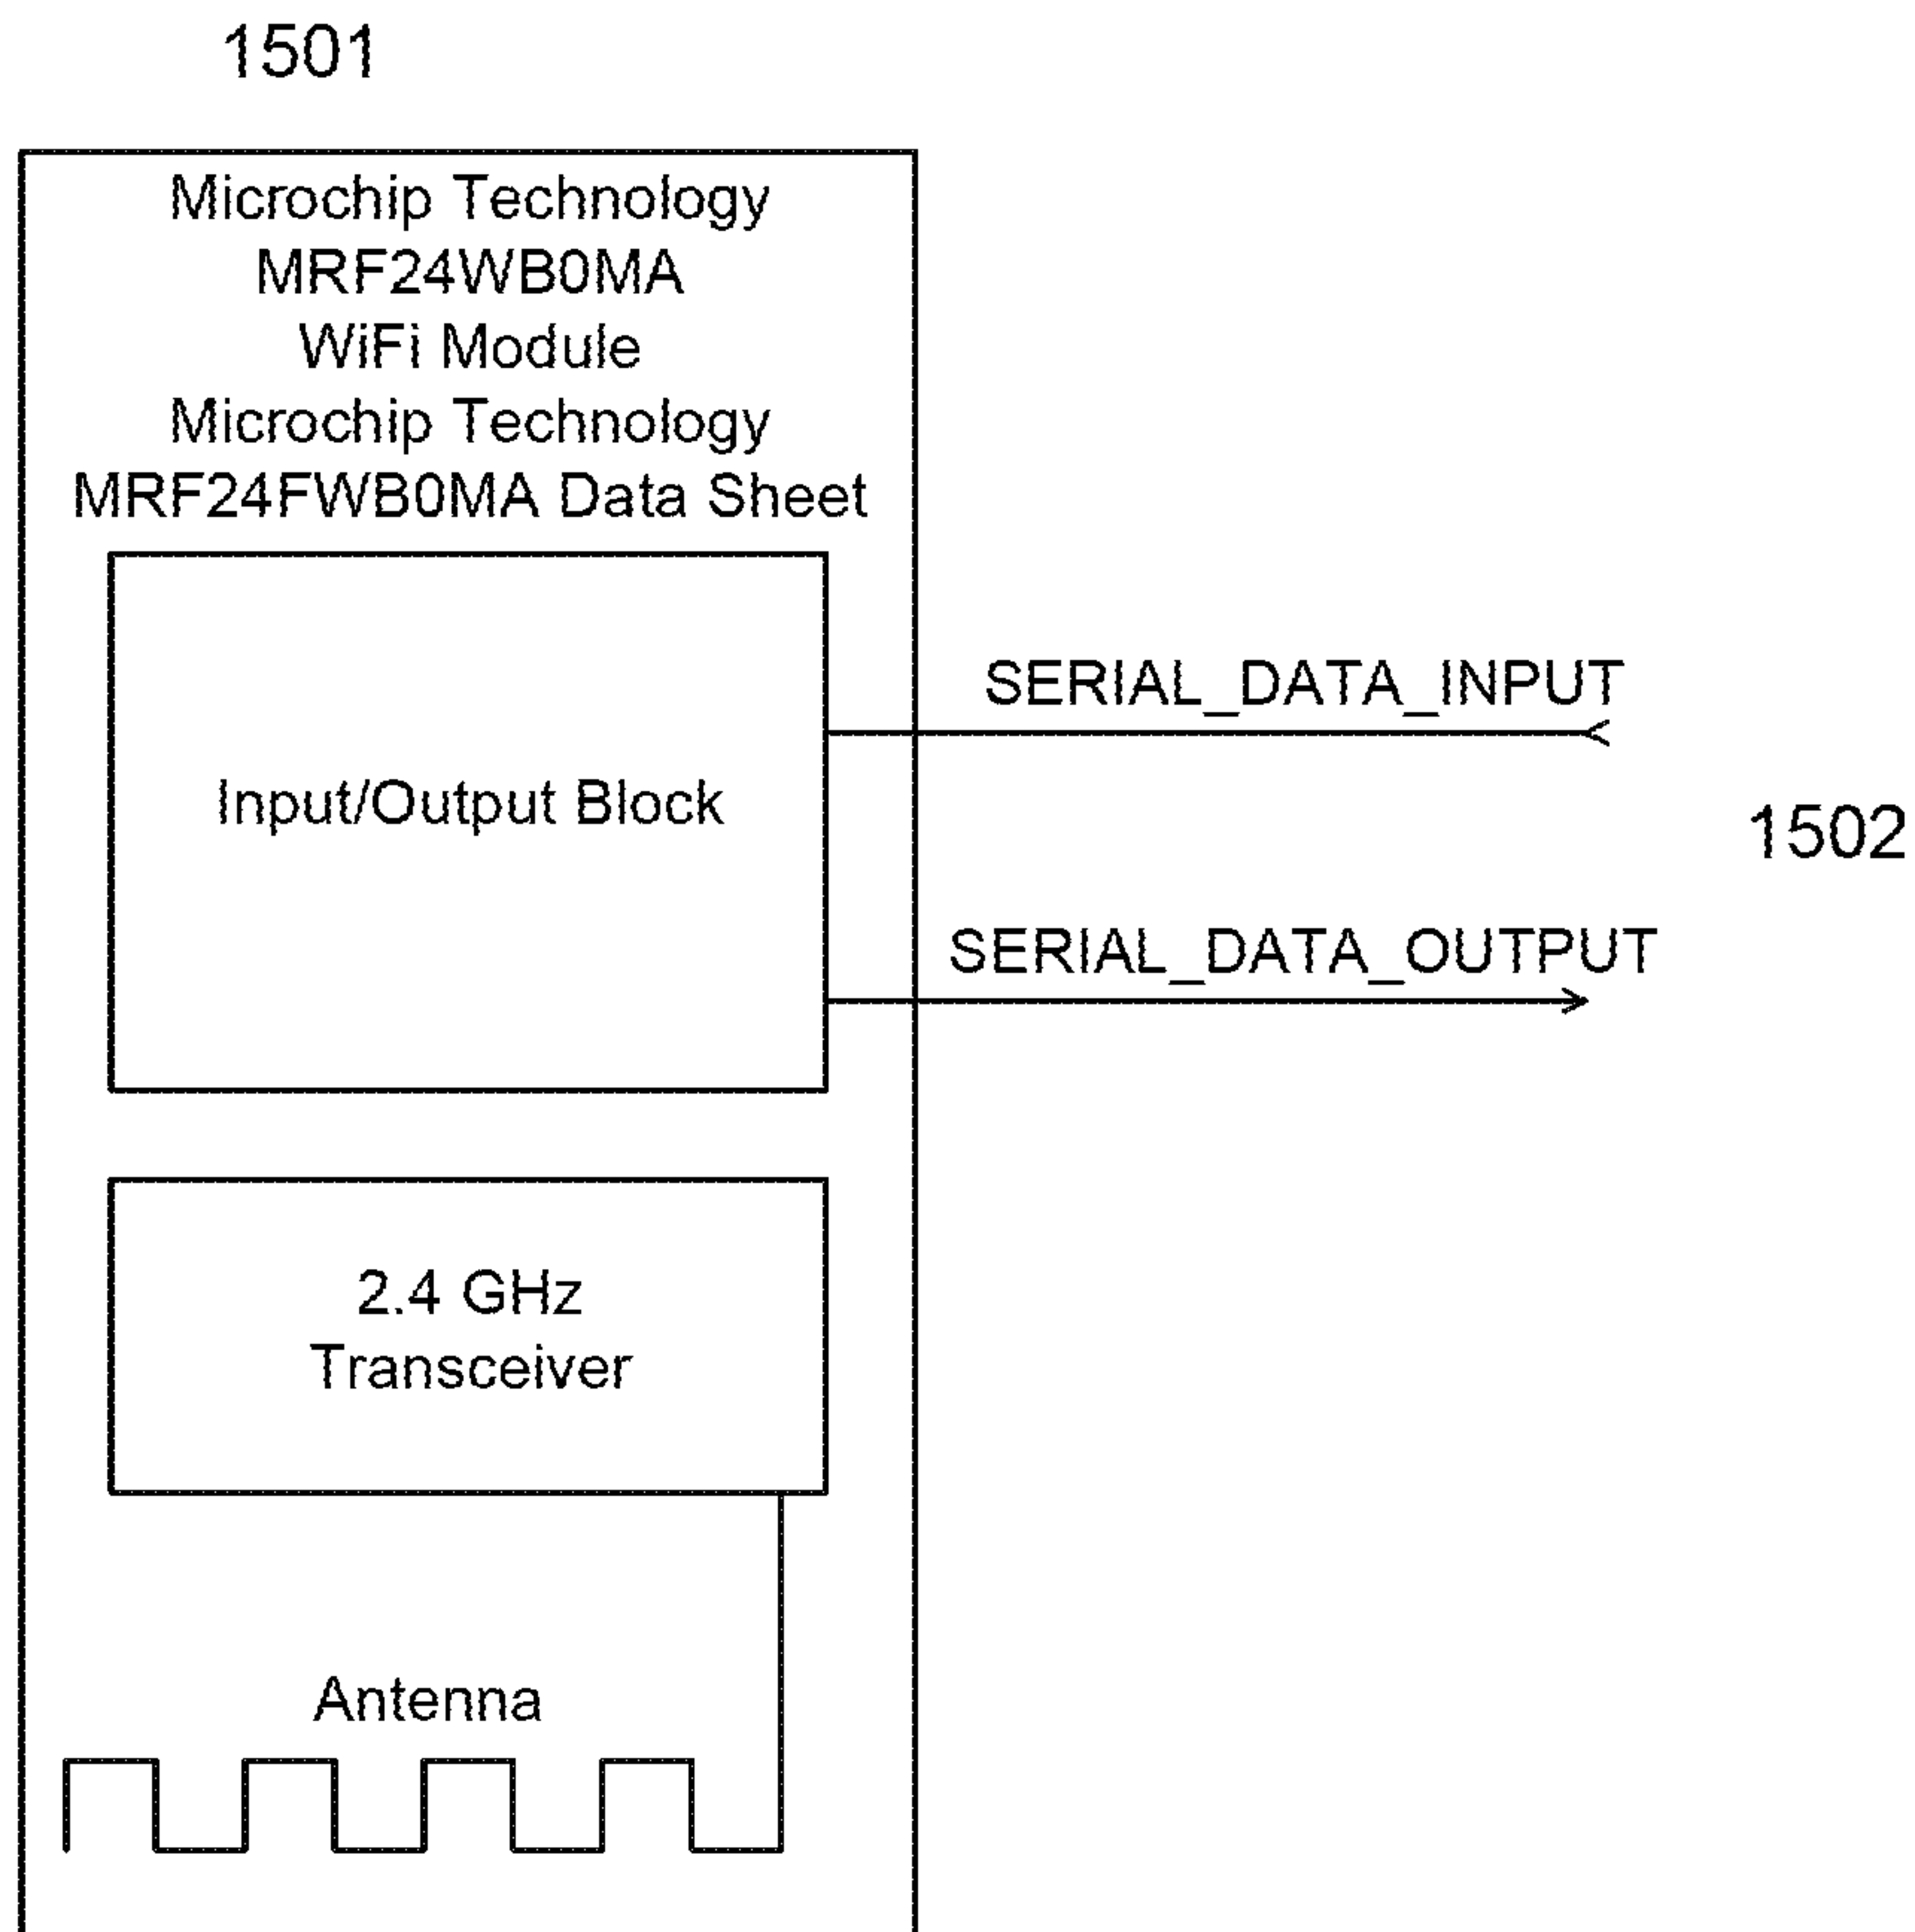 1501
Microchip Technology
MRF24WB0MA
WiFi Module
Microchip Technology
MRF24FWB0MA Data Sheet
SERIAL_DATA_INPUT
Input/Output Block
1502
SERIAL_DATA_OUTPUT
2.4 GHz
Transceiver
Antenna